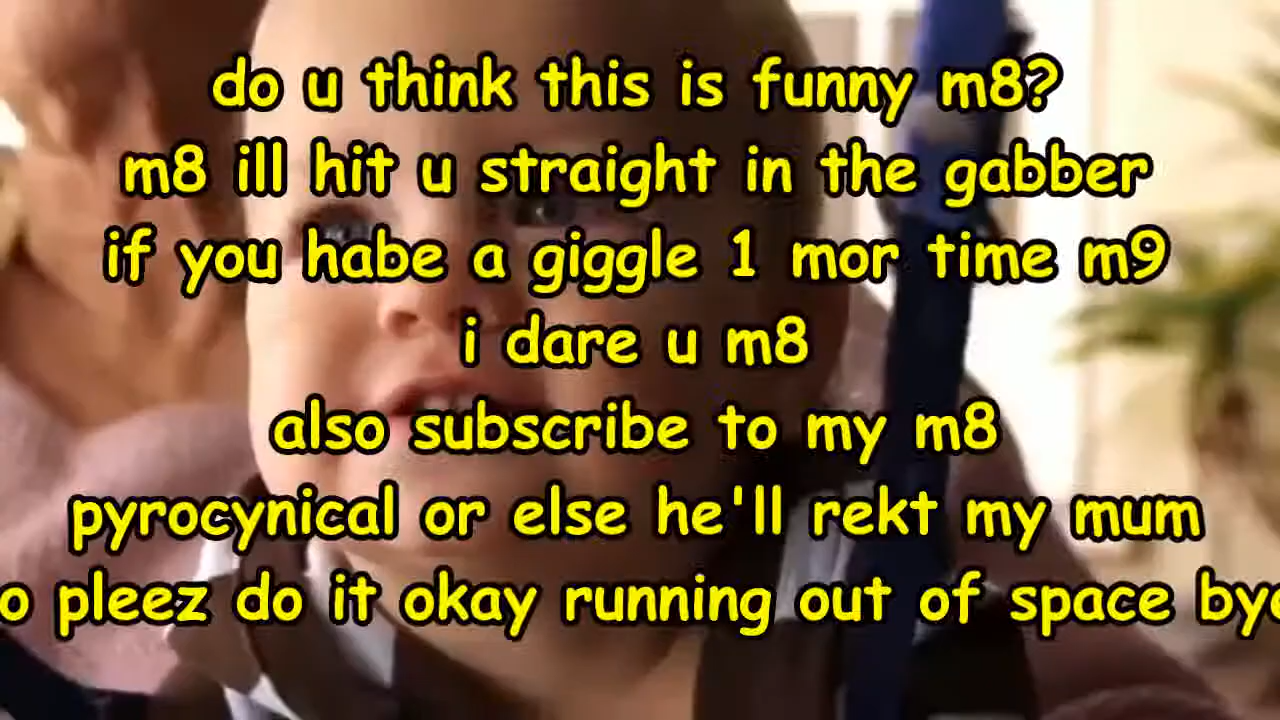 do u think this is funny m8?
m8 ill hit u straight in the gabber
if you habe a giggle 1 mor time m9
i dare u m8
also subscribe to my m8
pyrocynical or else he'll rekt my mum
o pleez do it okay running out of space bye